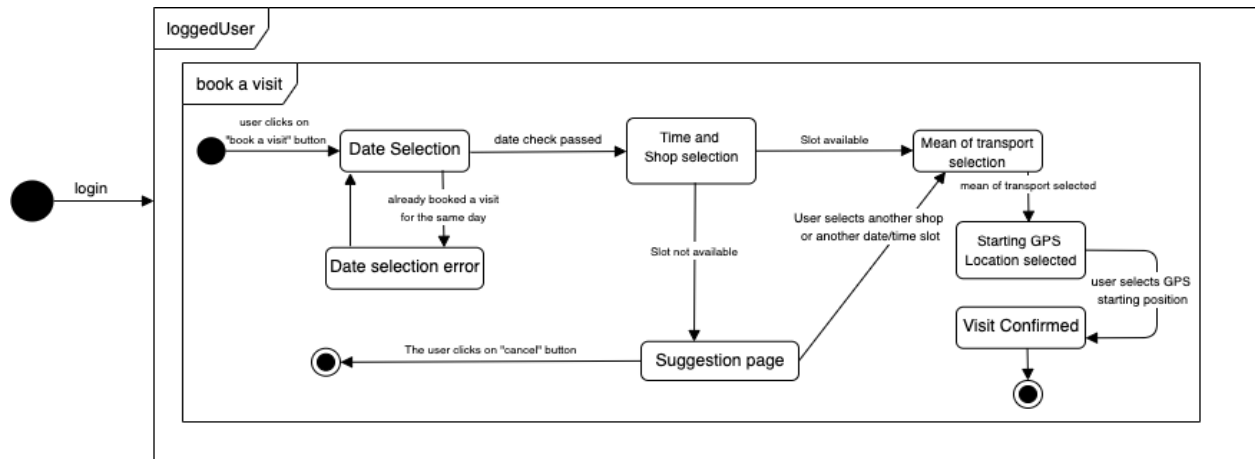 loggedUser
book a visit
user clicks on
"book a visit" button
Date Selection
date check passed
Time and
Shop selection
Slot available
Mean of transport
selection
login
already booked a visit
for the same day
mean of transport selected
User selects another shop
or another date/time slot
Starting GPS
Location selected
Slot not available
Date selection error
user selects GPS
starting position
Visit Confirmed
The user clicks on "cancel" button
Suggestion page